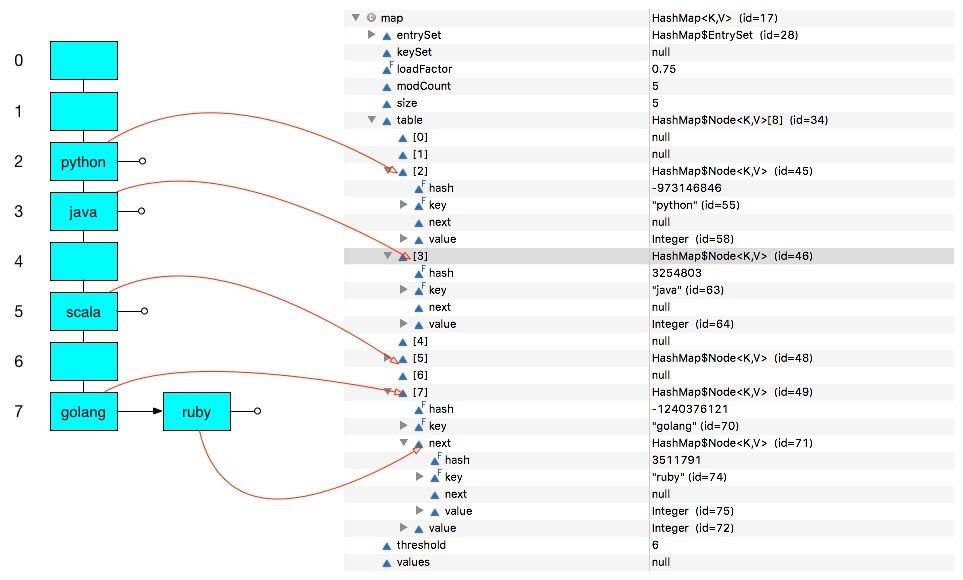 0
1
2 python
3 java
4
5 scala
6
7 golang ruby
map HashMap<K,V> (id=17)
entrySet HashMap$EntrySet (id=28)
keySet null
F loadFactor 0.75
modCount 5
size 5
table HashMap$Node<K,V>[8] (id=34)
[0] null
[1] null
[2] HashMap$Node<K,V> (id=45)
F hash -973146846
F key "python" (id=55)
next null
value Integer (id=58)
[3] HashMap$Node<K,V> (id=46)
F hash 3254803
F key "java" (id=63)
next null
value Integer (id=64)
[4] null
[5] HashMap$Node<K,V> (id=48)
[6] null
[7] HashMap$Node<K,V> (id=49)
F hash -1240376121
F key "golang" (id=70)
next HashMap$Node<K,V> (id=71)
F hash 3511791
F key "ruby" (id=74)
next null
value Integer (id=75)
value Integer (id=72)
threshold 6
values null